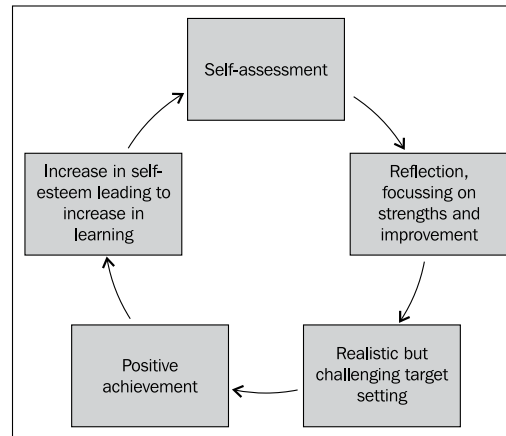 Self-assessment
Reflection,
focussing on
strengths and
improvement
Realistic but
challenging target
setting
Positive
achievement
Increase in self-
esteem leading to
increase in
learning